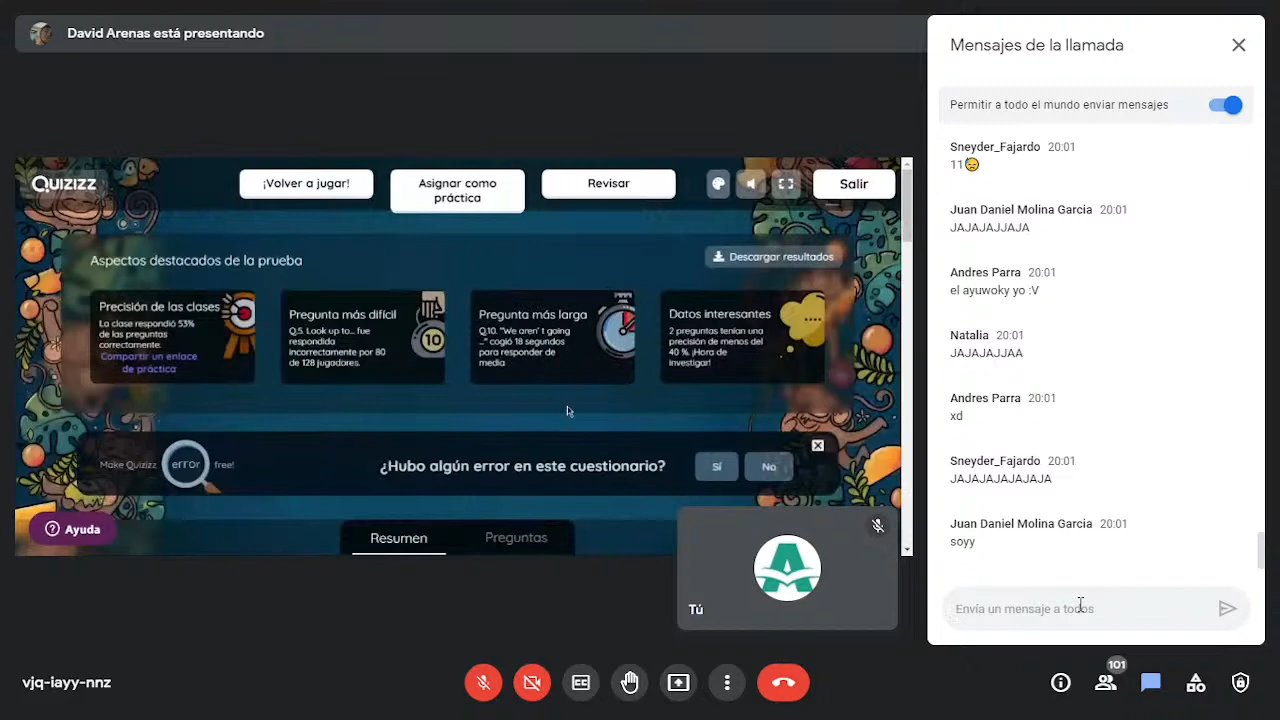 David Arenas está presentando
Quizizz
¡Volver a jugar!
Asignar como
práctica
Revisar
Salir
Aspectos destacados de la prueba
Descargar resultados
Precisión de las clases
La clase respondió 53%
de las preguntas
correctamente.
Compartir un enlace
de práctica
Pregunta más difícil
Q.5. Look up to... fue
respondida
incorrectamente por 80
de 128 jugadores.
10
Pregunta más larga
Q.10. "We aren' t going
..." cogió 18 segundos
para responder de
media
Datos interesantes
2 preguntas tenían una
precisión de menos del
40 %. ¡Hora de
investigar!
Make Quizizz error free!
¿Hubo algún error en este cuestionario?
Sí
No
Ayuda
Resumen
Preguntas
Tú
Mensajes de la llamada
Permitir a todo el mundo enviar mensajes
Sneyder_Fajardo 20:01
11😓
Juan Daniel Molina Garcia 20:01
JAJAJAJJAJA
Andres Parra 20:01
el ayuwoky yo :V
Natalia 20:01
JAJAJAJJAA
Andres Parra 20:01
xd
Sneyder_Fajardo 20:01
JAJAJAJAJAJAJA
Juan Daniel Molina Garcia 20:01
soyy
Envía un mensaje a todos
vjq-iayy-nnz
CC
101